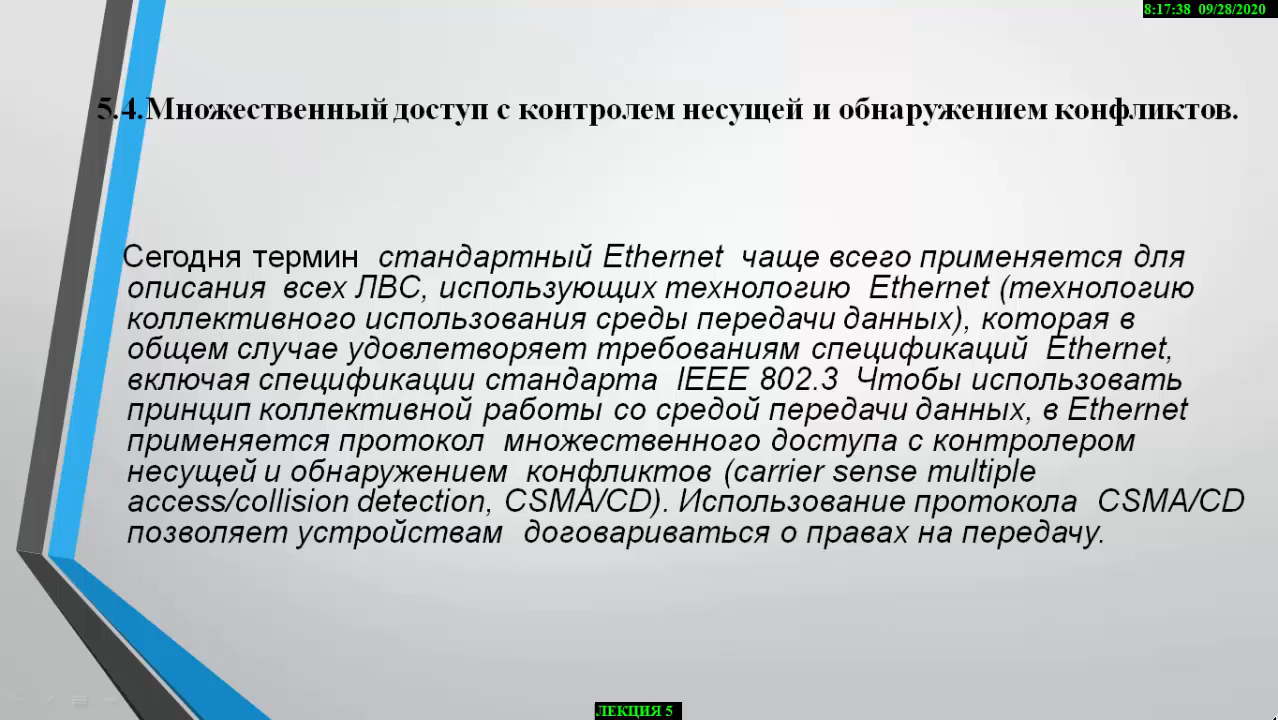 8:17:38 09/28/2020
5.4.Множественный доступ с контролем несущей и обнаружением конфликтов.
Сегодня термин стандартный Ethernet чаще всего применяется для
описания всех ЛВС, использующих технологию Ethernet (технологию
коллективного использования среды передачи данных), которая в
общем случае удовлетворяет требованиям спецификаций Ethernet,
включая спецификации стандарта IEEE 802.3 Чтобы использовать
принцип коллективной работы со средой передачи данных, в Ethernet
применяется протокол множественного доступа с контролером
несущей и обнаружением конфликтов (carrier sense multiple
access/collision detection, CSMA/CD). Использование протокола CSMA/CD
позволяет устройствам договариваться о правах на передачу.
ЛЕКЦИЯ 5